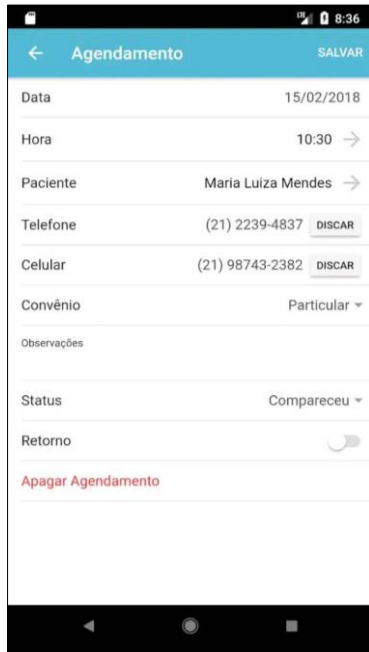 8:36
Agendamento SALVAR
Data 15/02/2018
Hora 10:30
Paciente Maria Luiza Mendes
Telefone (21) 2239-4837 DISCAR
Celular (21) 98743-2382 DISCAR
Convênio Particular
Observações
Status Compareceu
Retorno
Apagar Agendamento